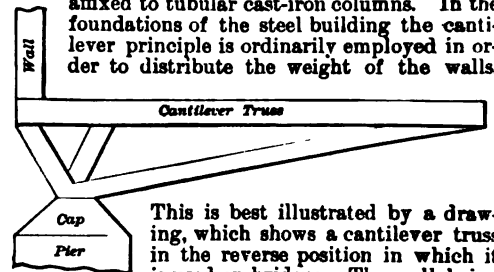 affixed to tubular cast-iron columns. In the
foundations of the steel building the canti-
lever principle is ordinarily employed in or-
der to distribute the weight of the walls.
Wall
Cantilever Truss
This is best illustrated by a draw-
ing, which shows a cantilever truss
in the reverse position in which it
Cap
Pier